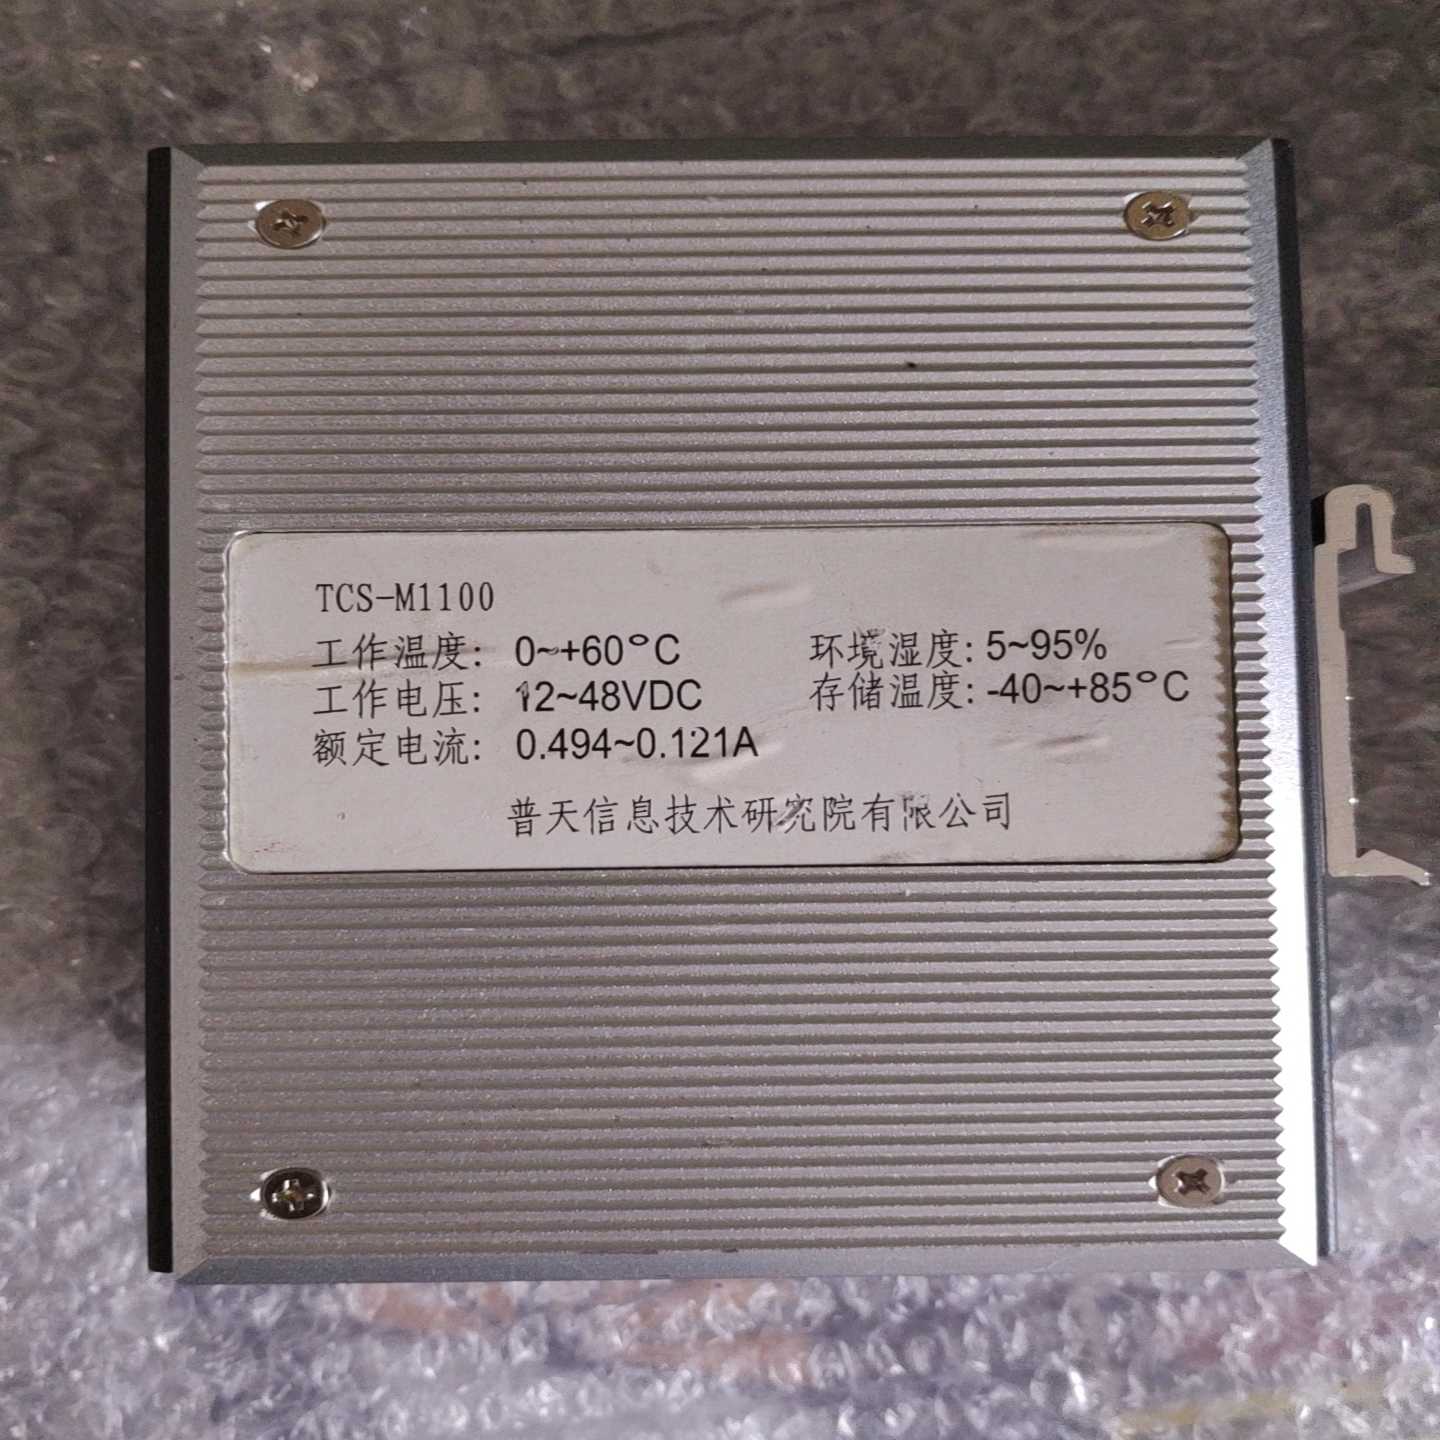 TCS-M1100
工作温度: 0~+60°C 环境湿度: 5~95%
工作电压: 12~48VDC 存储温度: -40~+85°C
额定电流: 0.494~0.121A
普天信息技术研究院有限公司